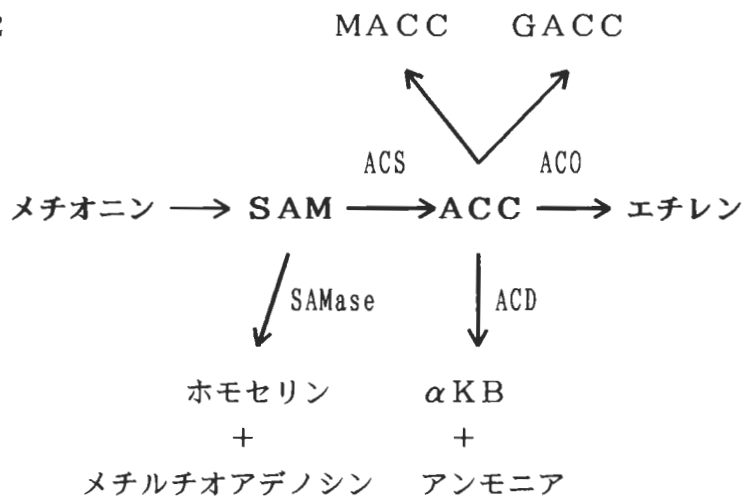 MACC GACC
ACS ACO
メチオニン → SAM → ACC → エチレン
SAMase ACD
ホモセリン αKB
+ +
メチルチオアデノシン アンモニア